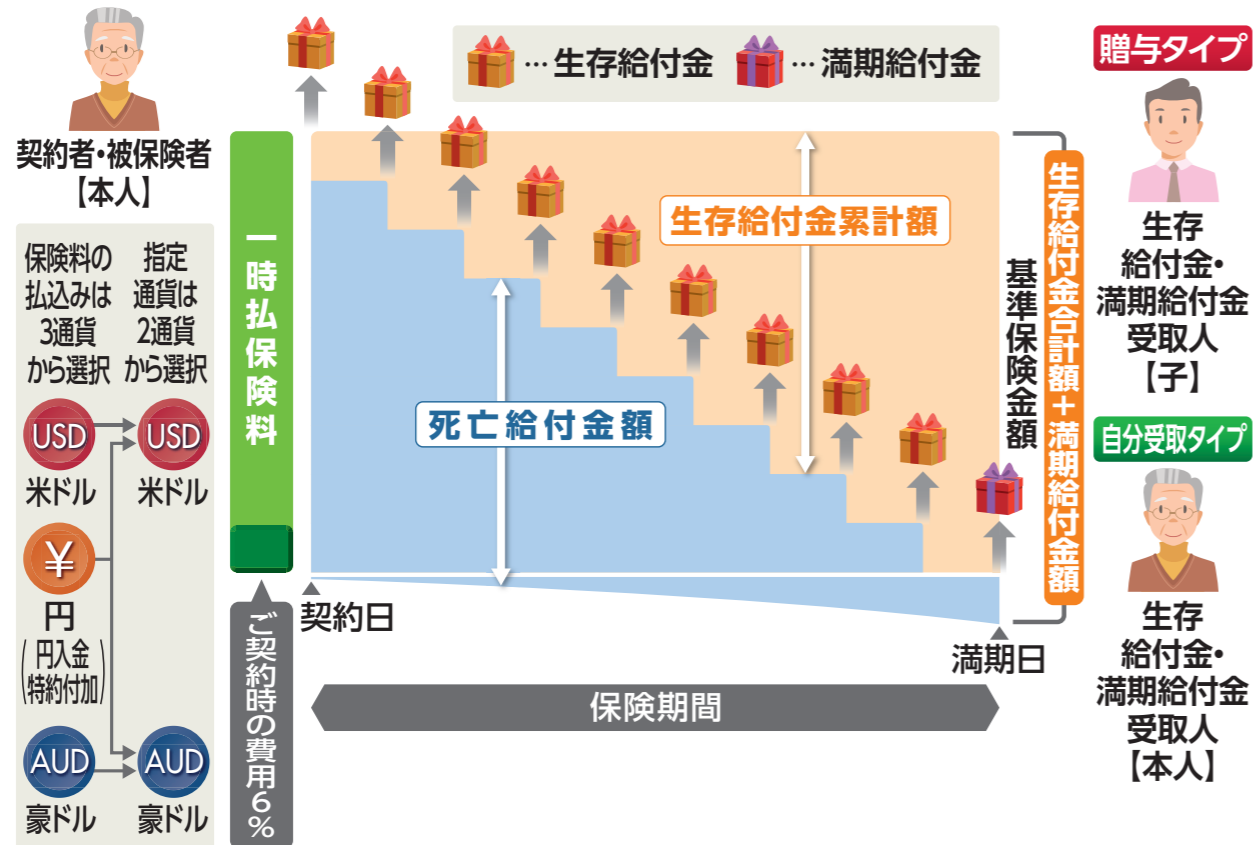 契約者・被保険者
【本人】
保険料の
払込みは
3通貨
から選択
指定
通貨は
2通貨
から選択
USD
米ドル
USD
米ドル
¥
円
(円入金
特約付加)
AUD
豪ドル
AUD
豪ドル
一時払保険料
ご契約時の費用6%
…生存給付金
…満期給付金
生存給付金累計額
死亡給付金額
契約日
満期日
保険期間
基準保険金額
生存給付金合計額+満期給付金額
贈与タイプ
生存
給付金・
満期給付金
受取人
【子】
自分受取タイプ
生存
給付金・
満期給付金
受取人
【本人】